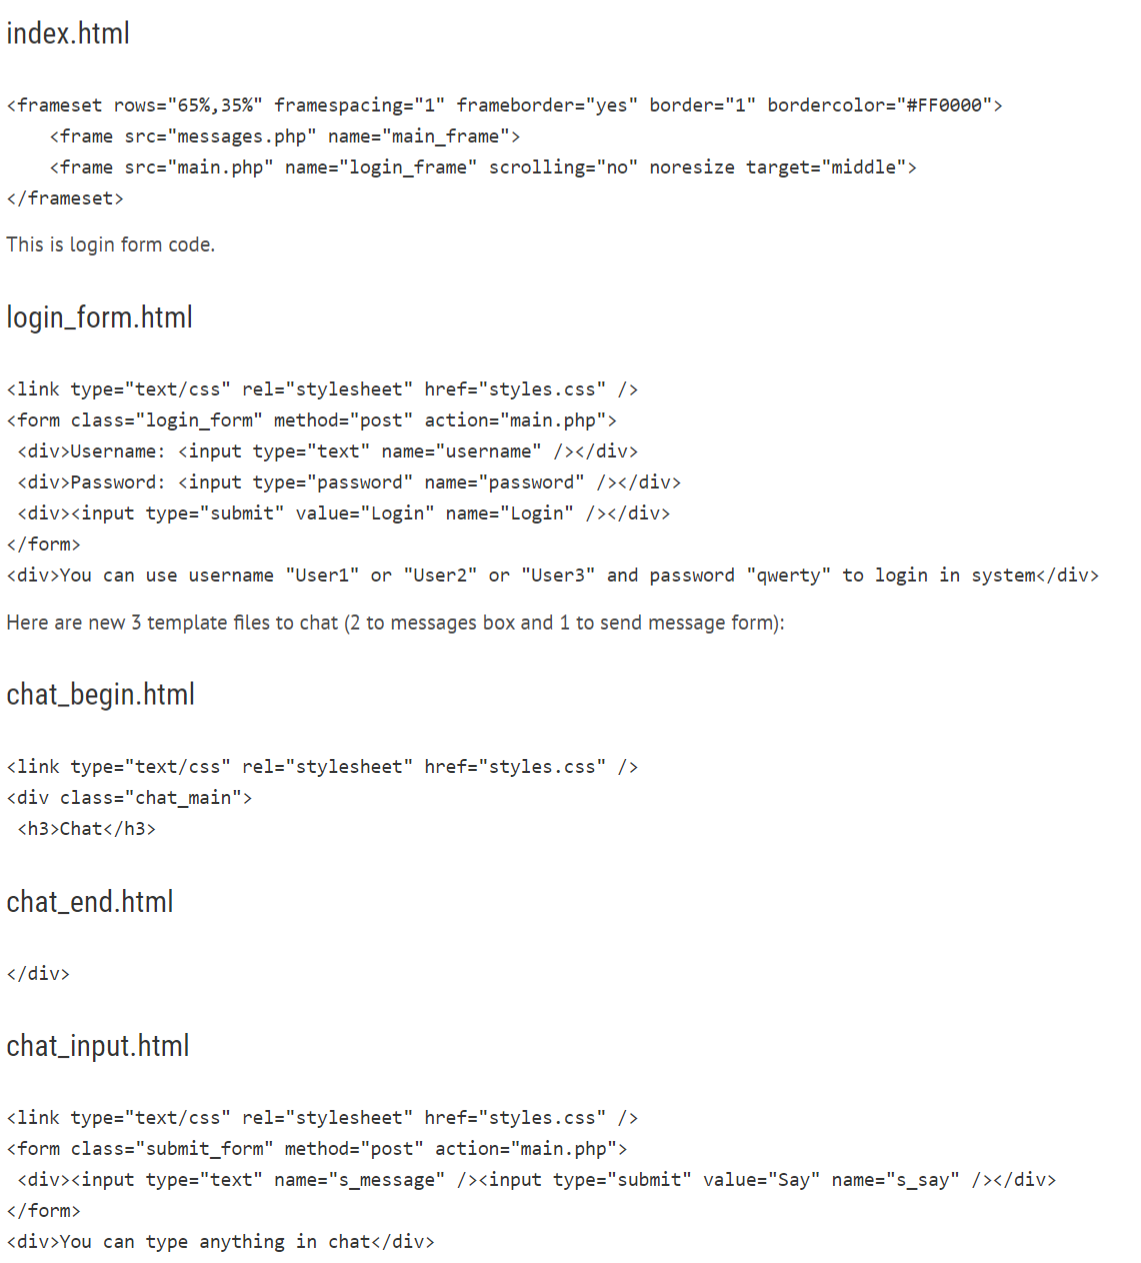 index.html
<frameset rows="65%,35%" framespacing="1" frameborder="yes" border="1" bordercolor="#FF0000">
    <frame src="messages.php" name="main_frame">
    <frame src="main.php" name="login_frame" scrolling="no" noresize target="middle">
</frameset>
This is login form code.
login_form.html
<link type="text/css" rel="stylesheet" href="styles.css" />
<form class="login_form" method="post" action="main.php">
 <div>Username: <input type="text" name="username" /></div>
 <div>Password: <input type="password" name="password" /></div>
 <div><input type="submit" value="Login" name="Login" /></div>
</form>
<div>You can use username "User1" or "User2" or "User3" and password "qwerty" to login in system</div>
Here are new 3 template files to chat (2 to messages box and 1 to send message form):
chat_begin.html
<link type="text/css" rel="stylesheet" href="styles.css" />
<div class="chat_main">
 <h3>Chat</h3>
chat_end.html
</div>
chat_input.html
<link type="text/css" rel="stylesheet" href="styles.css" />
<form class="submit_form" method="post" action="main.php">
 <div><input type="text" name="s_message" /><input type="submit" value="Say" name="s_say" /></div>
</form>
<div>You can type anything in chat</div>